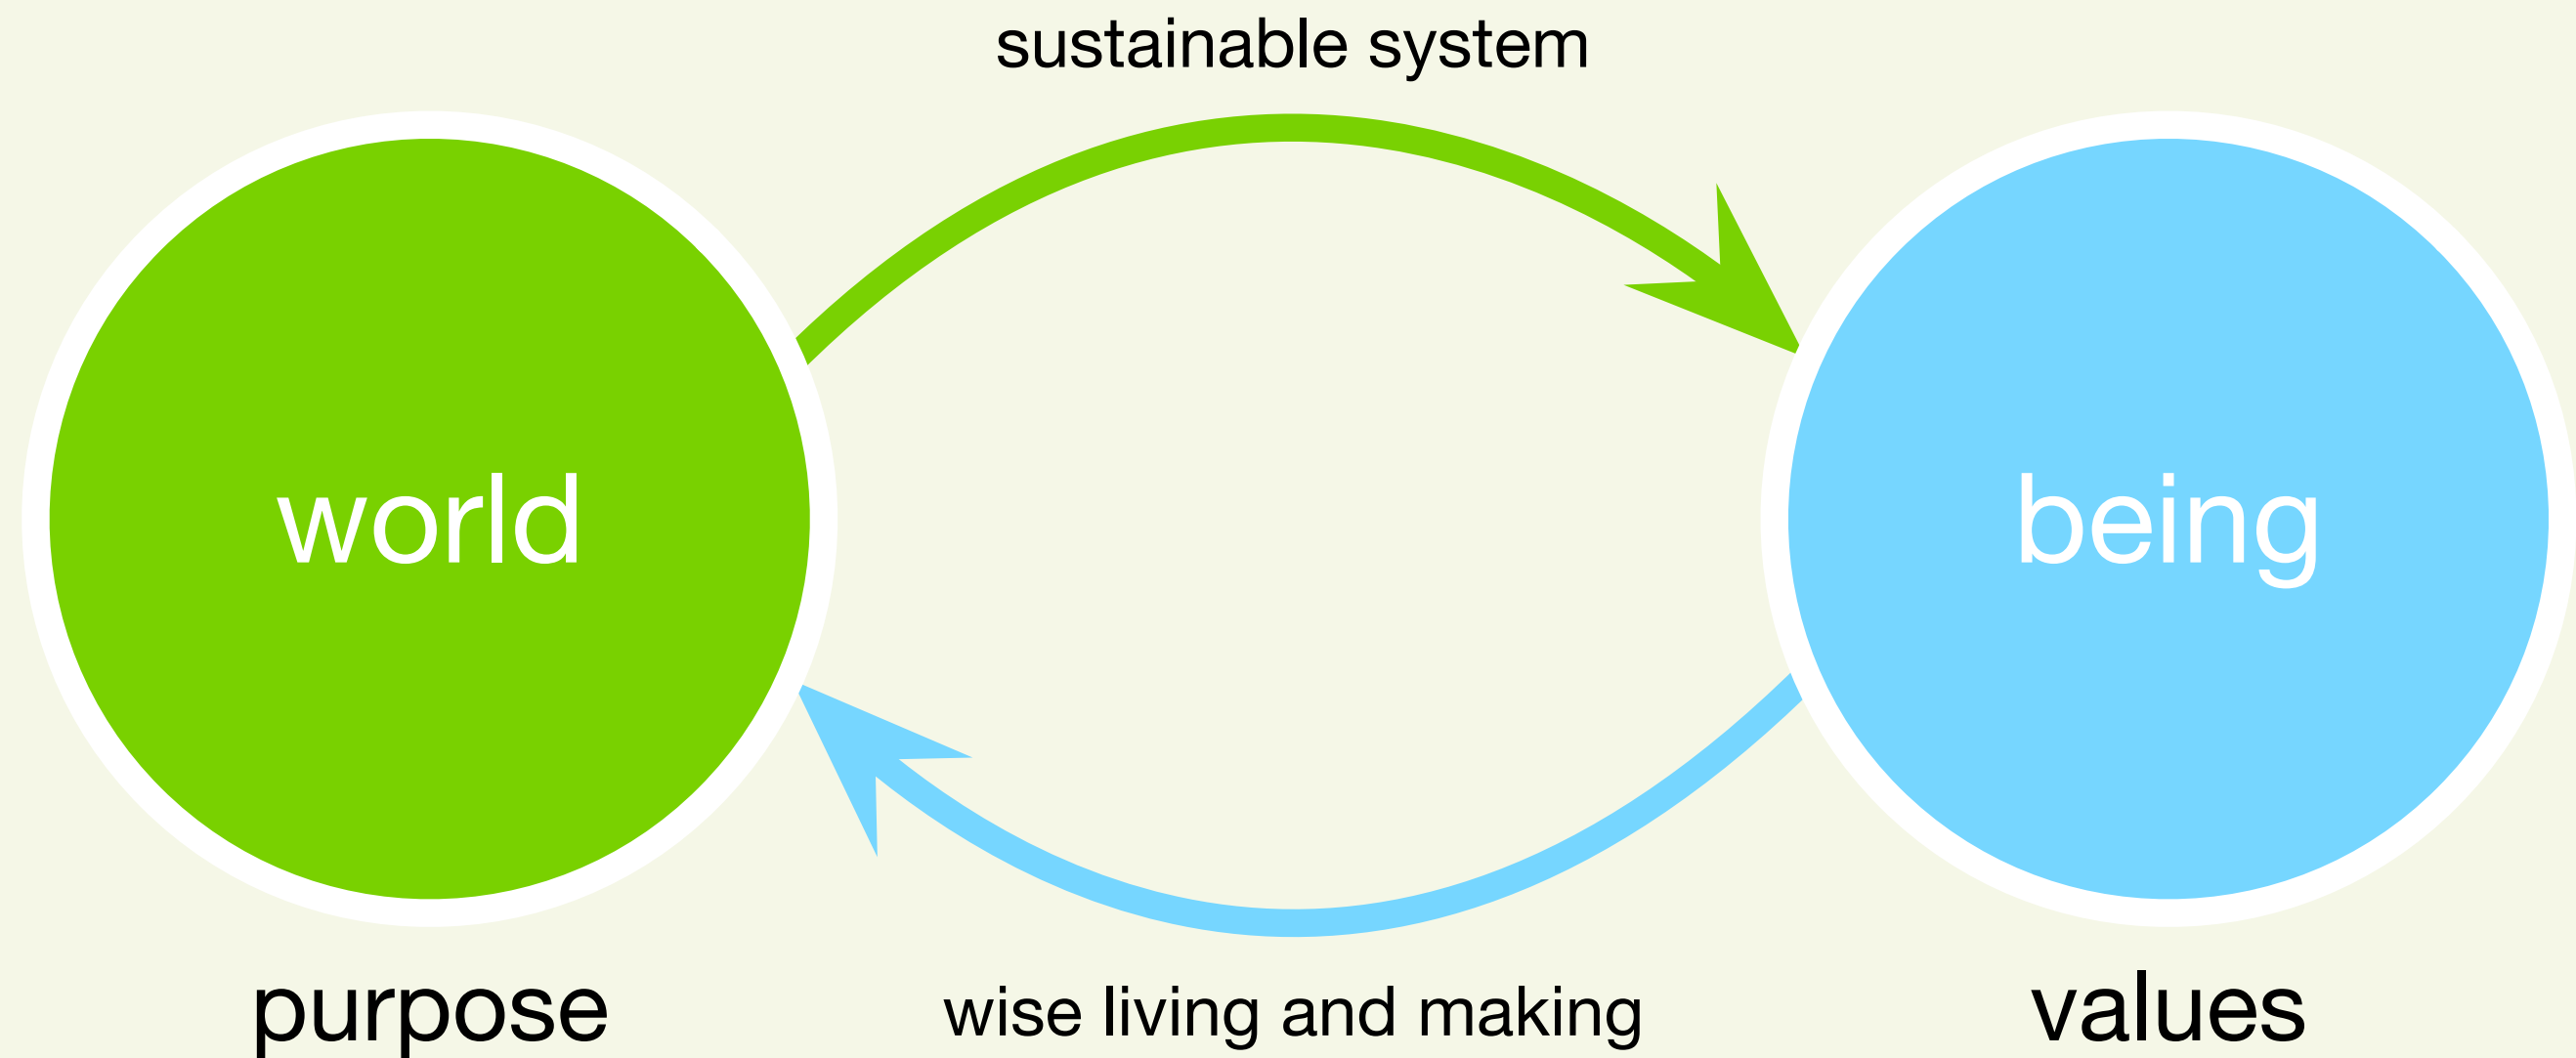 sustainable system
world
being
purpose
wise living and making
values